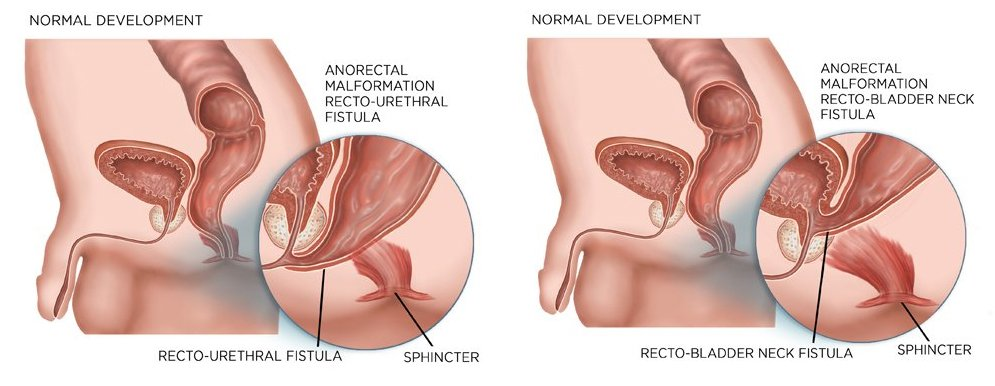 NORMAL DEVELOPMENT
ANORECTAL
MALFORMATION
RECTO-URETHRAL
FISTULA
RECTO-URETHRAL FISTULA
SPHINCTER
NORMAL DEVELOPMENT
ANORECTAL
MALFORMATION
RECTO-BLADDER NECK
FISTULA
RECTO-BLADDER NECK FISTULA
SPHINCTER